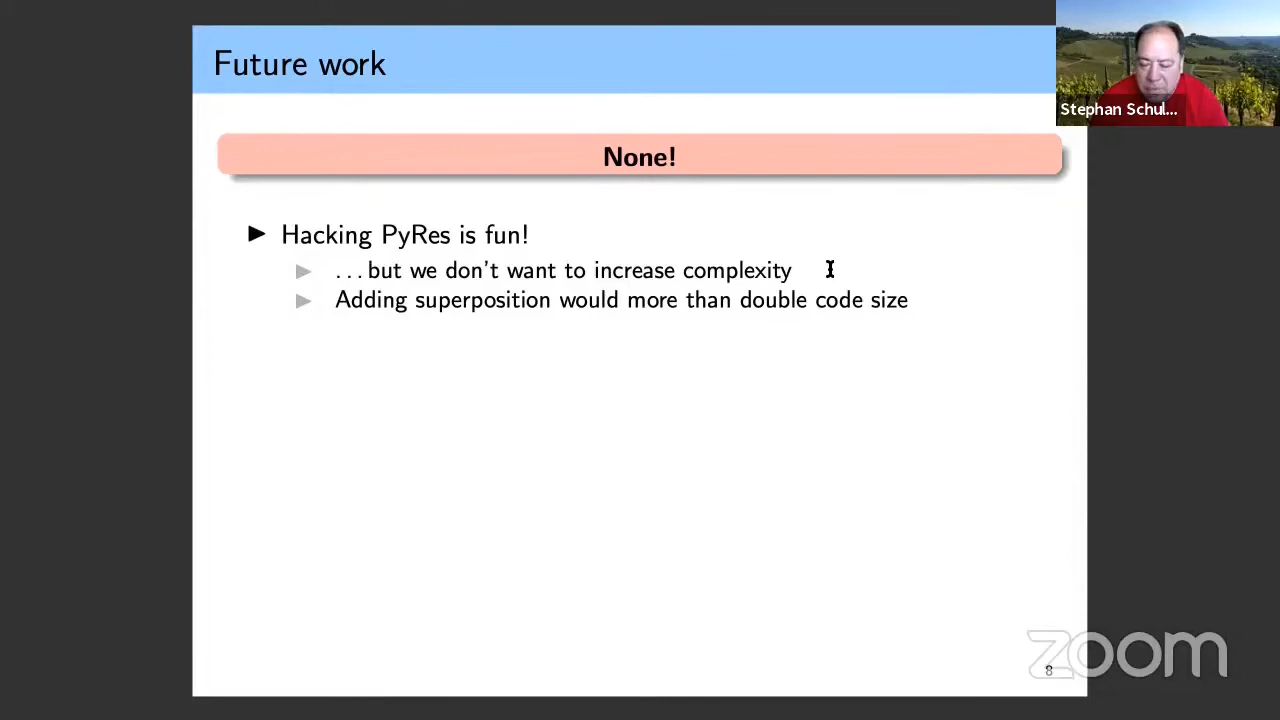 Future work
Stephan Schul...
None!
▶ Hacking PyRes is fun!
▶ ...but we don't want to increase complexity
▶ Adding superposition would more than double code size
zoom
8